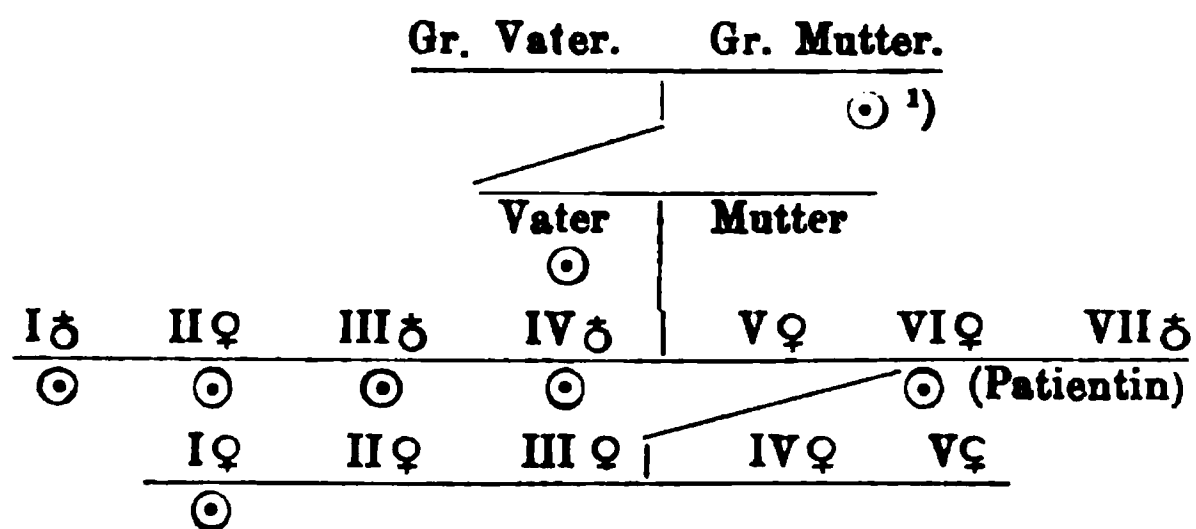 Gr. Vater. Gr. Mutter.
☉ ¹)
Vater Mutter
☉
I ♁ II ♀ III ♁ IV ♁ V ♀ VI ♀ VII ♁
☉ ☉ ☉ ☉ ☉ (Patientin)
I ♀ II ♀ III ♀ IV ♀ V ♀
☉